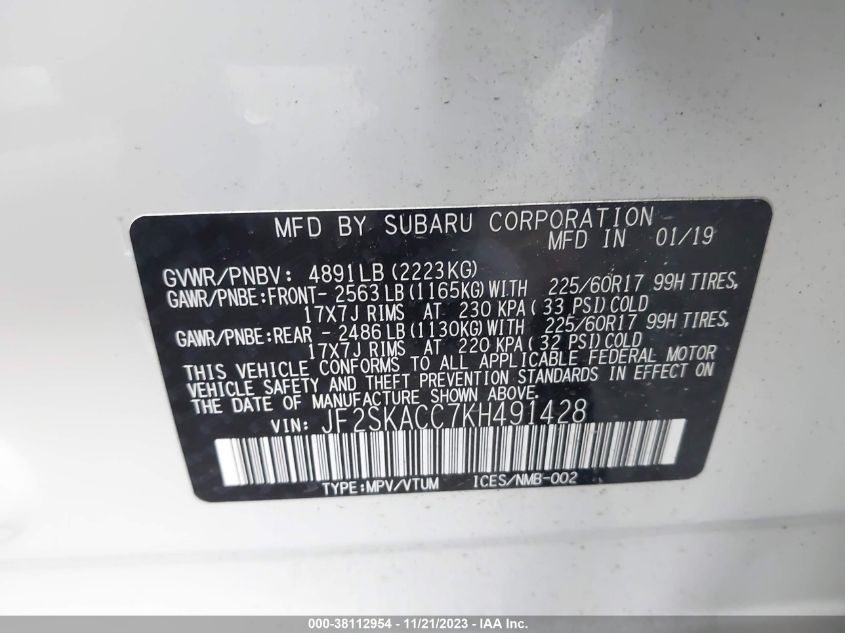 MFD BY SUBARU CORPORATION
MFD IN 01/19
GVWR/PNBV: 4891LB (2223KG)
GAWR/PNBE:FRONT- 2563LB (1165KG) WITH 225/60R17 99H TIRES,
17X7J RIMS AT 230 KPA ( 33 PSI) COLD
GAWR/PNBE: REAR - 2486LB (1130KG) WITH 225/60R17 99H TIRES,
17X7J RIMS AT 220 KPA ( 32 PSI) COLD
THIS VEHICLE CONFORMS TO ALL APPLICABLE FEDERAL MOTOR
VEHICLE SAFETY AND THEFT PREVENTION STANDARDS IN EFFECT ON
THE DATE OF MANUFACTURE SHOWN ABOVE.
VIN: JF2SKACC7KH491428
TYPE:MPV/VTUM ICES/NMB-002
000-38112954 - 11/21/2023 - IAA Inc.